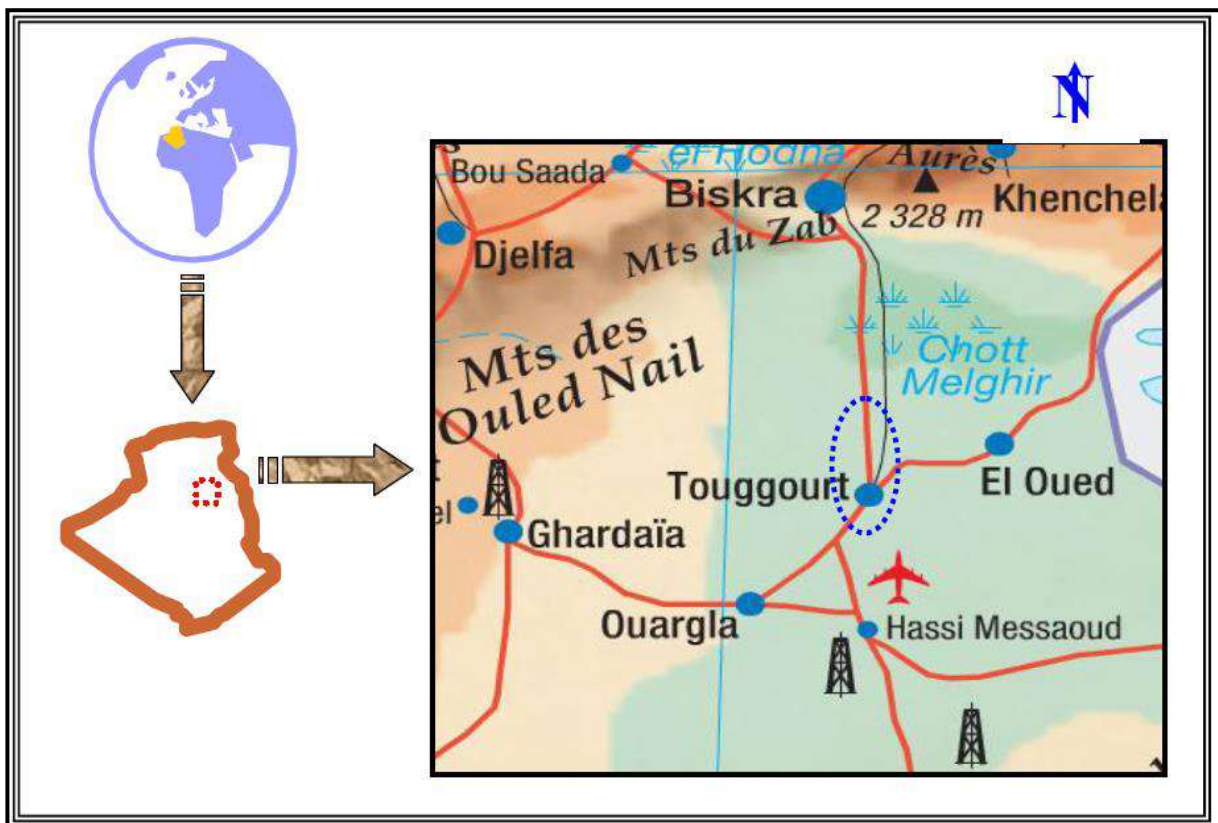 N
el-Hodna
Aurès
Bou Saada
Biskra
Khenchela
2 328 m
Djelfa
Mts du Zab
Mts des
Ouled Nail
Chott
Melghir
Touggourt
El Oued
el
Ghardaïa
Ouargla
Hassi Messaoud